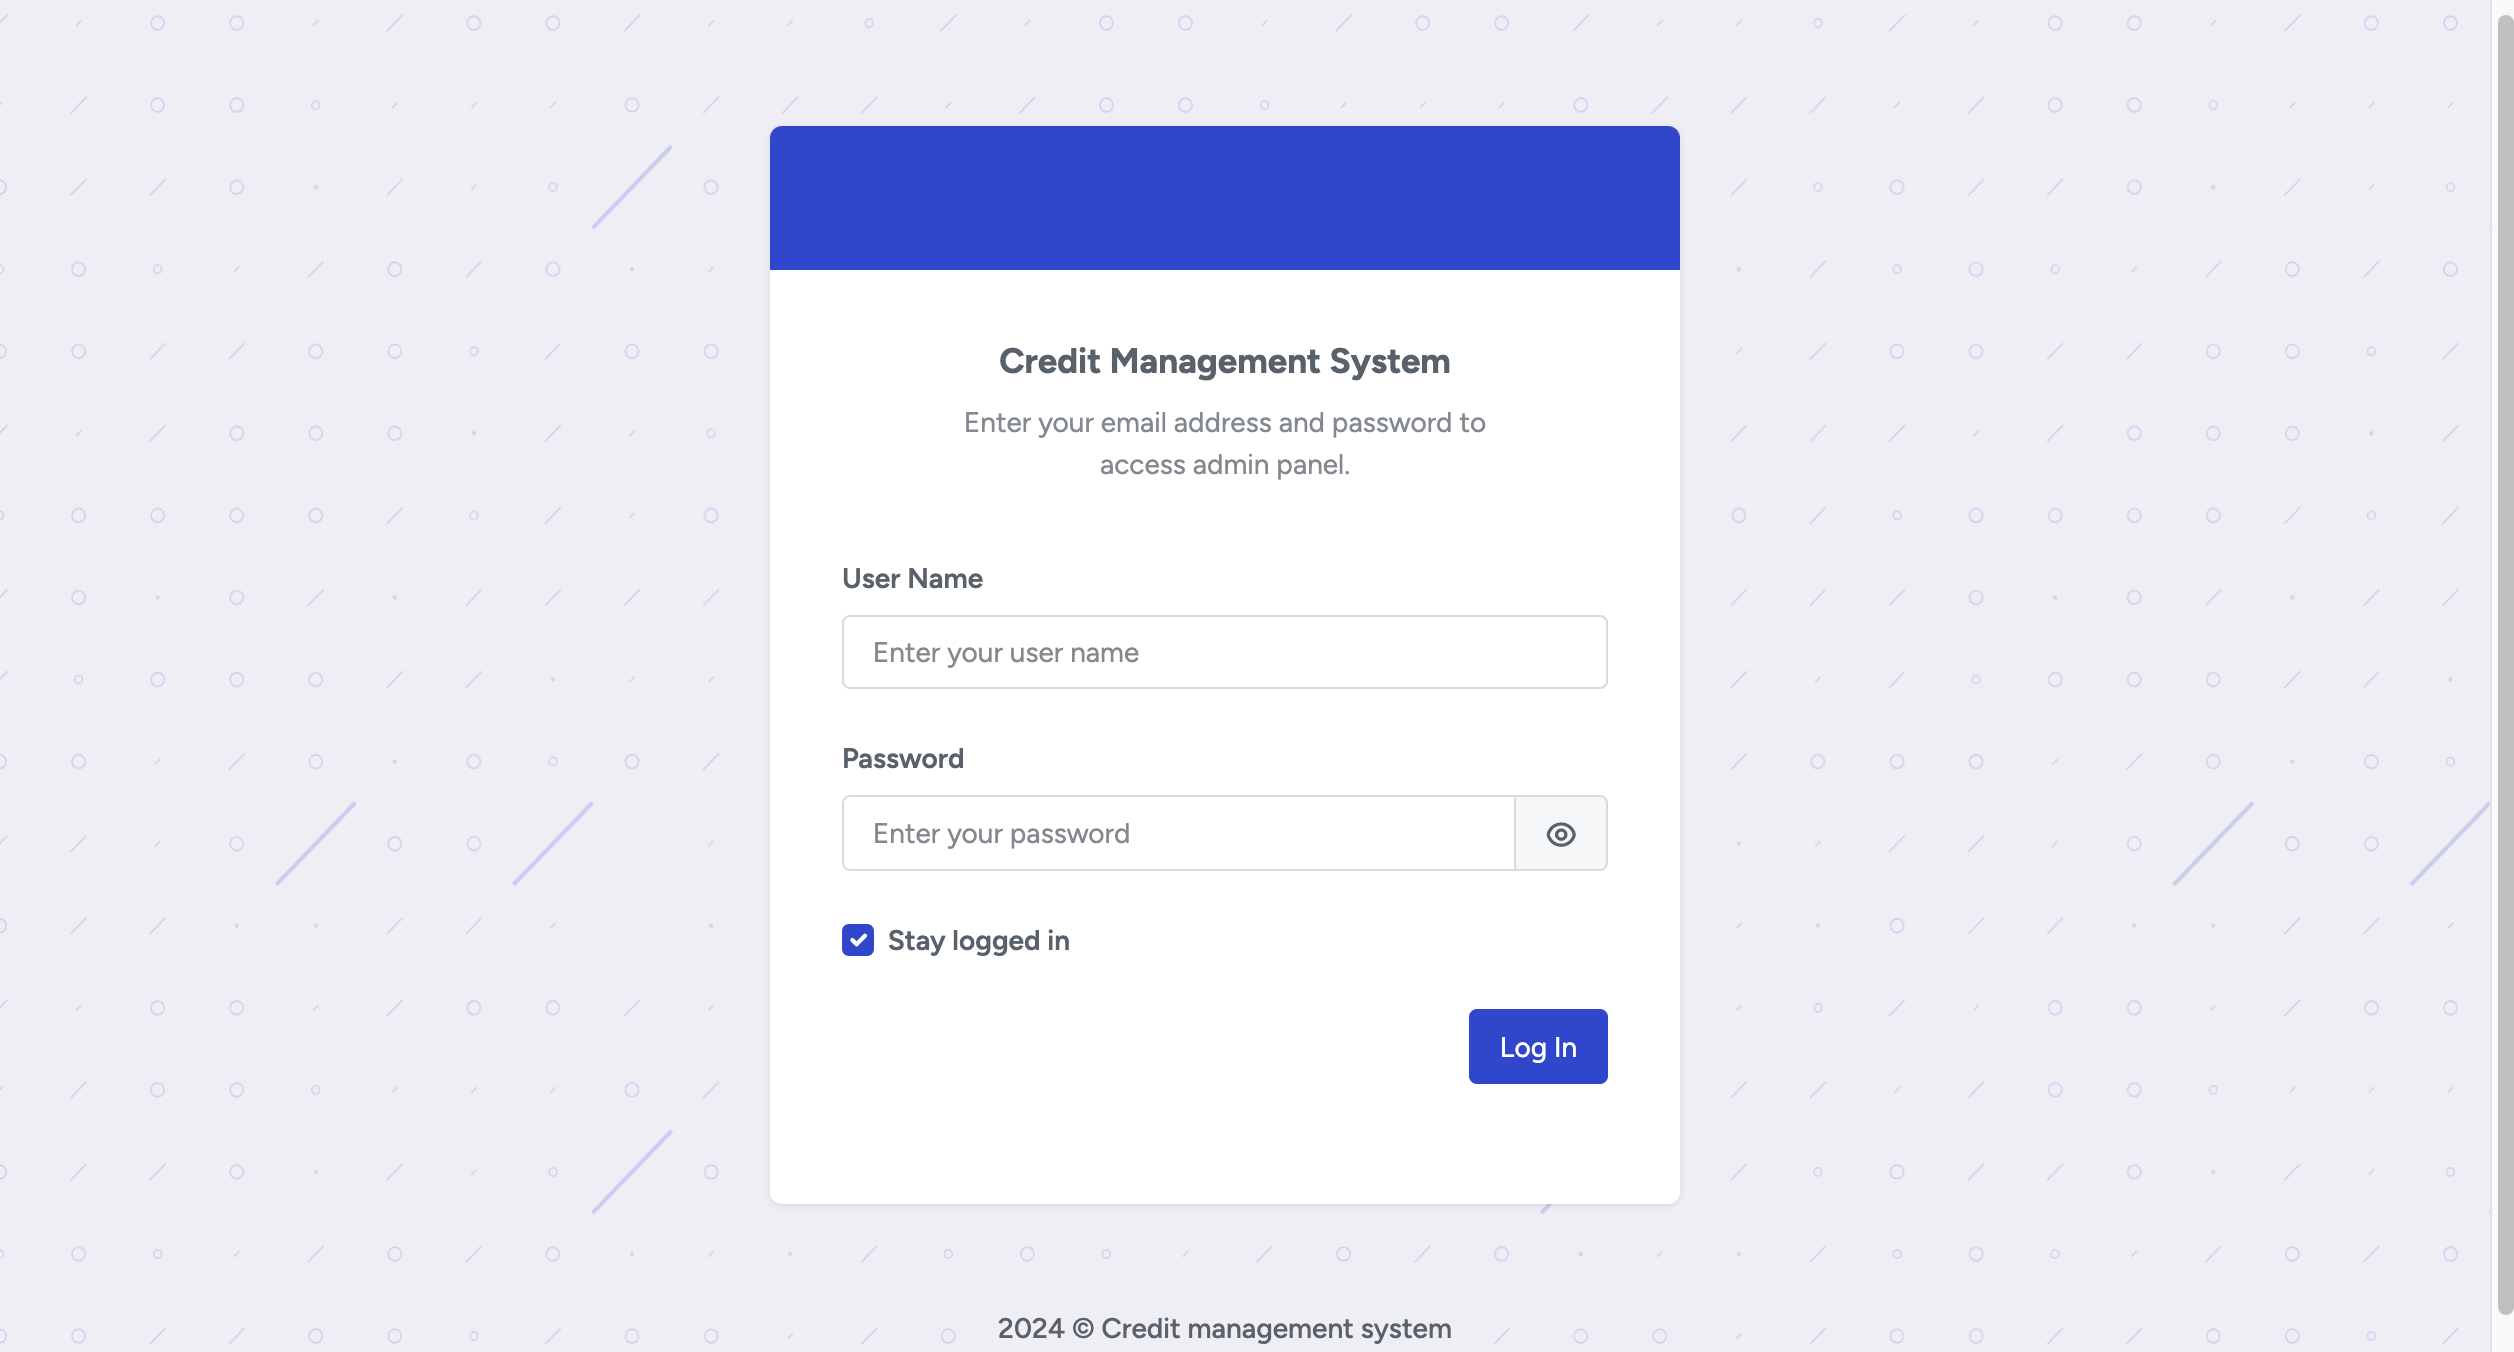 Credit Management System
Enter your email address and password to
access admin panel.
User Name
Enter your user name
Password
Enter your password
Stay logged in
Log In
2024 © Credit management system